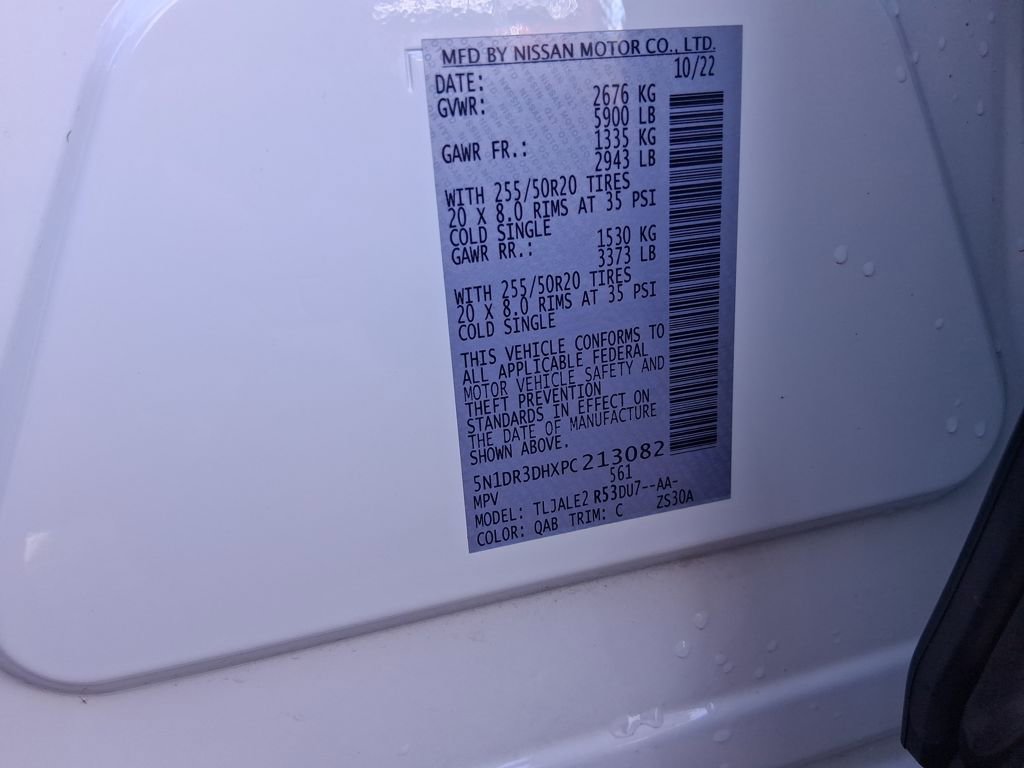 MFD BY NISSAN MOTOR CO., LTD.
DATE: 10/22
GVWR: 2676 KG
5900 LB
GAWR FR.: 1335 KG
2943 LB
WITH 255/50R20 TIRES
20 X 8.0 RIMS AT 35 PSI
COLD SINGLE
GAWR RR.: 1530 KG
3373 LB
WITH 255/50R20 TIRES
20 X 8.0 RIMS AT 35 PSI
COLD SINGLE
THIS VEHICLE CONFORMS TO
ALL APPLICABLE FEDERAL
MOTOR VEHICLE SAFETY AND
THEFT PREVENTION
STANDARDS IN EFFECT ON
THE DATE OF MANUFACTURE
SHOWN ABOVE.
5N1DR3DHXPC213082
MPV 561
MODEL: TLJALE2 R53DU7--AA-
COLOR: QAB TRIM: C ZS30A